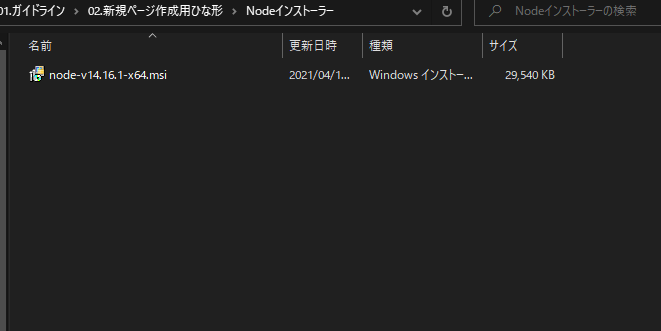 01.ガイドライン > 02.新規ページ作成用ひな形 > Nodeインストーラー Nodeインストーラーの検索
名前 更新日時 種類 サイズ
node-v14.16.1-x64.msi 2021/04/1... Windows インストー... 29,540 KB